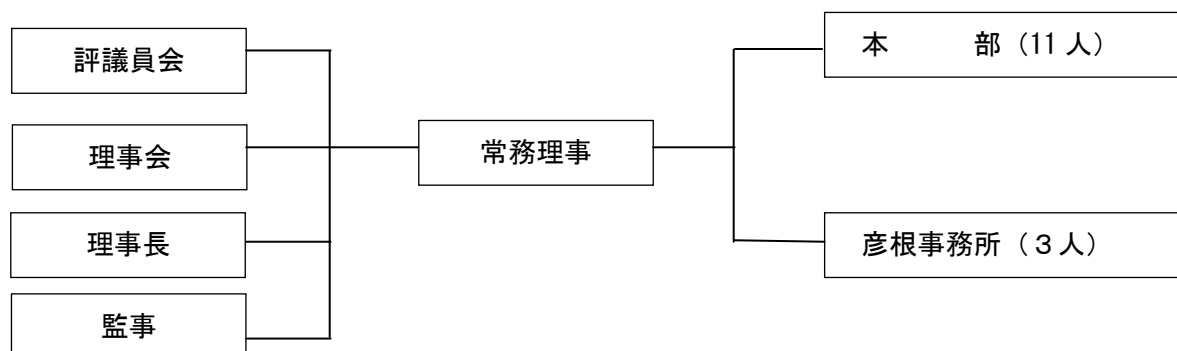 評議員会
理事会
理事長
監事
常務理事
本　　　部（11 人）
彦根事務所（３人）